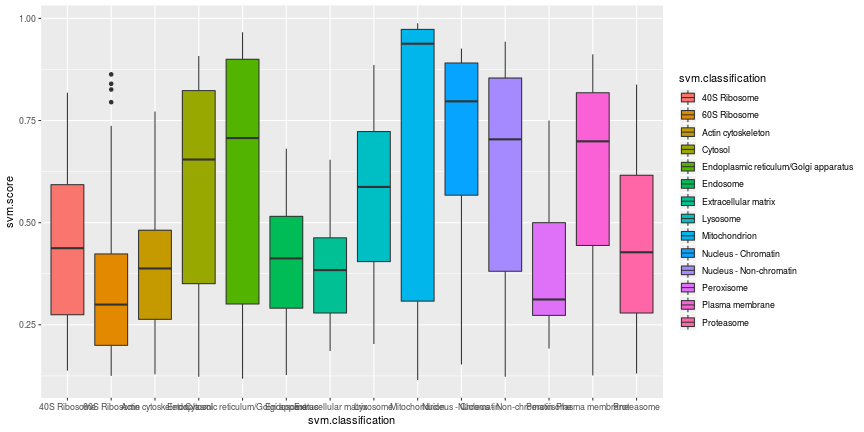 1.00
0.75
0.50
0.25
svm.score
40S Ribosome
svm.classification
svm.classification
40S Ribosome
60S Ribosome
Actin cytoskeleton
Cytosol
Endoplasmic reticulum/Golgi apparatus
Endosome
Extracellular matrix
Lysosome
Mitochondrion
Nucleus - Chromatin
Nucleus - Non-chromatin
Peroxisome
Plasma membrane
Proteasome